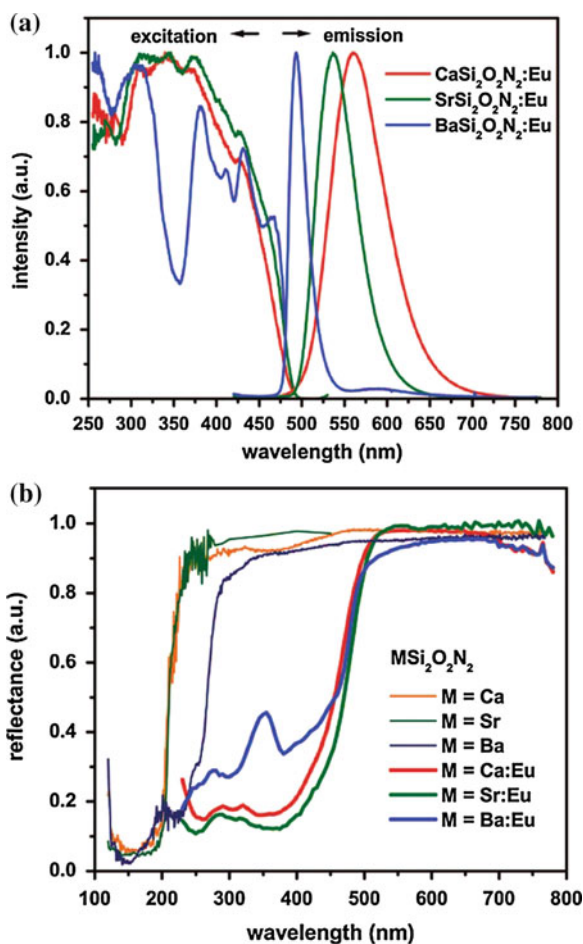 (a)
excitation ← → emission
CaSi₂O₂N₂:Eu
SrSi₂O₂N₂:Eu
BaSi₂O₂N₂:Eu
intensity (a.u.)
1.0
0.8
0.6
0.4
0.2
0.0
250 300 350 400 450 500 550 600 650 700 750 800
wavelength (nm)
(b)
reflectance (a.u.)
1.0
0.8
0.6
0.4
0.2
0.0
MSi₂O₂N₂
M = Ca
M = Sr
M = Ba
M = Ca:Eu
M = Sr:Eu
M = Ba:Eu
100 200 300 400 500 600 700 800
wavelength (nm)